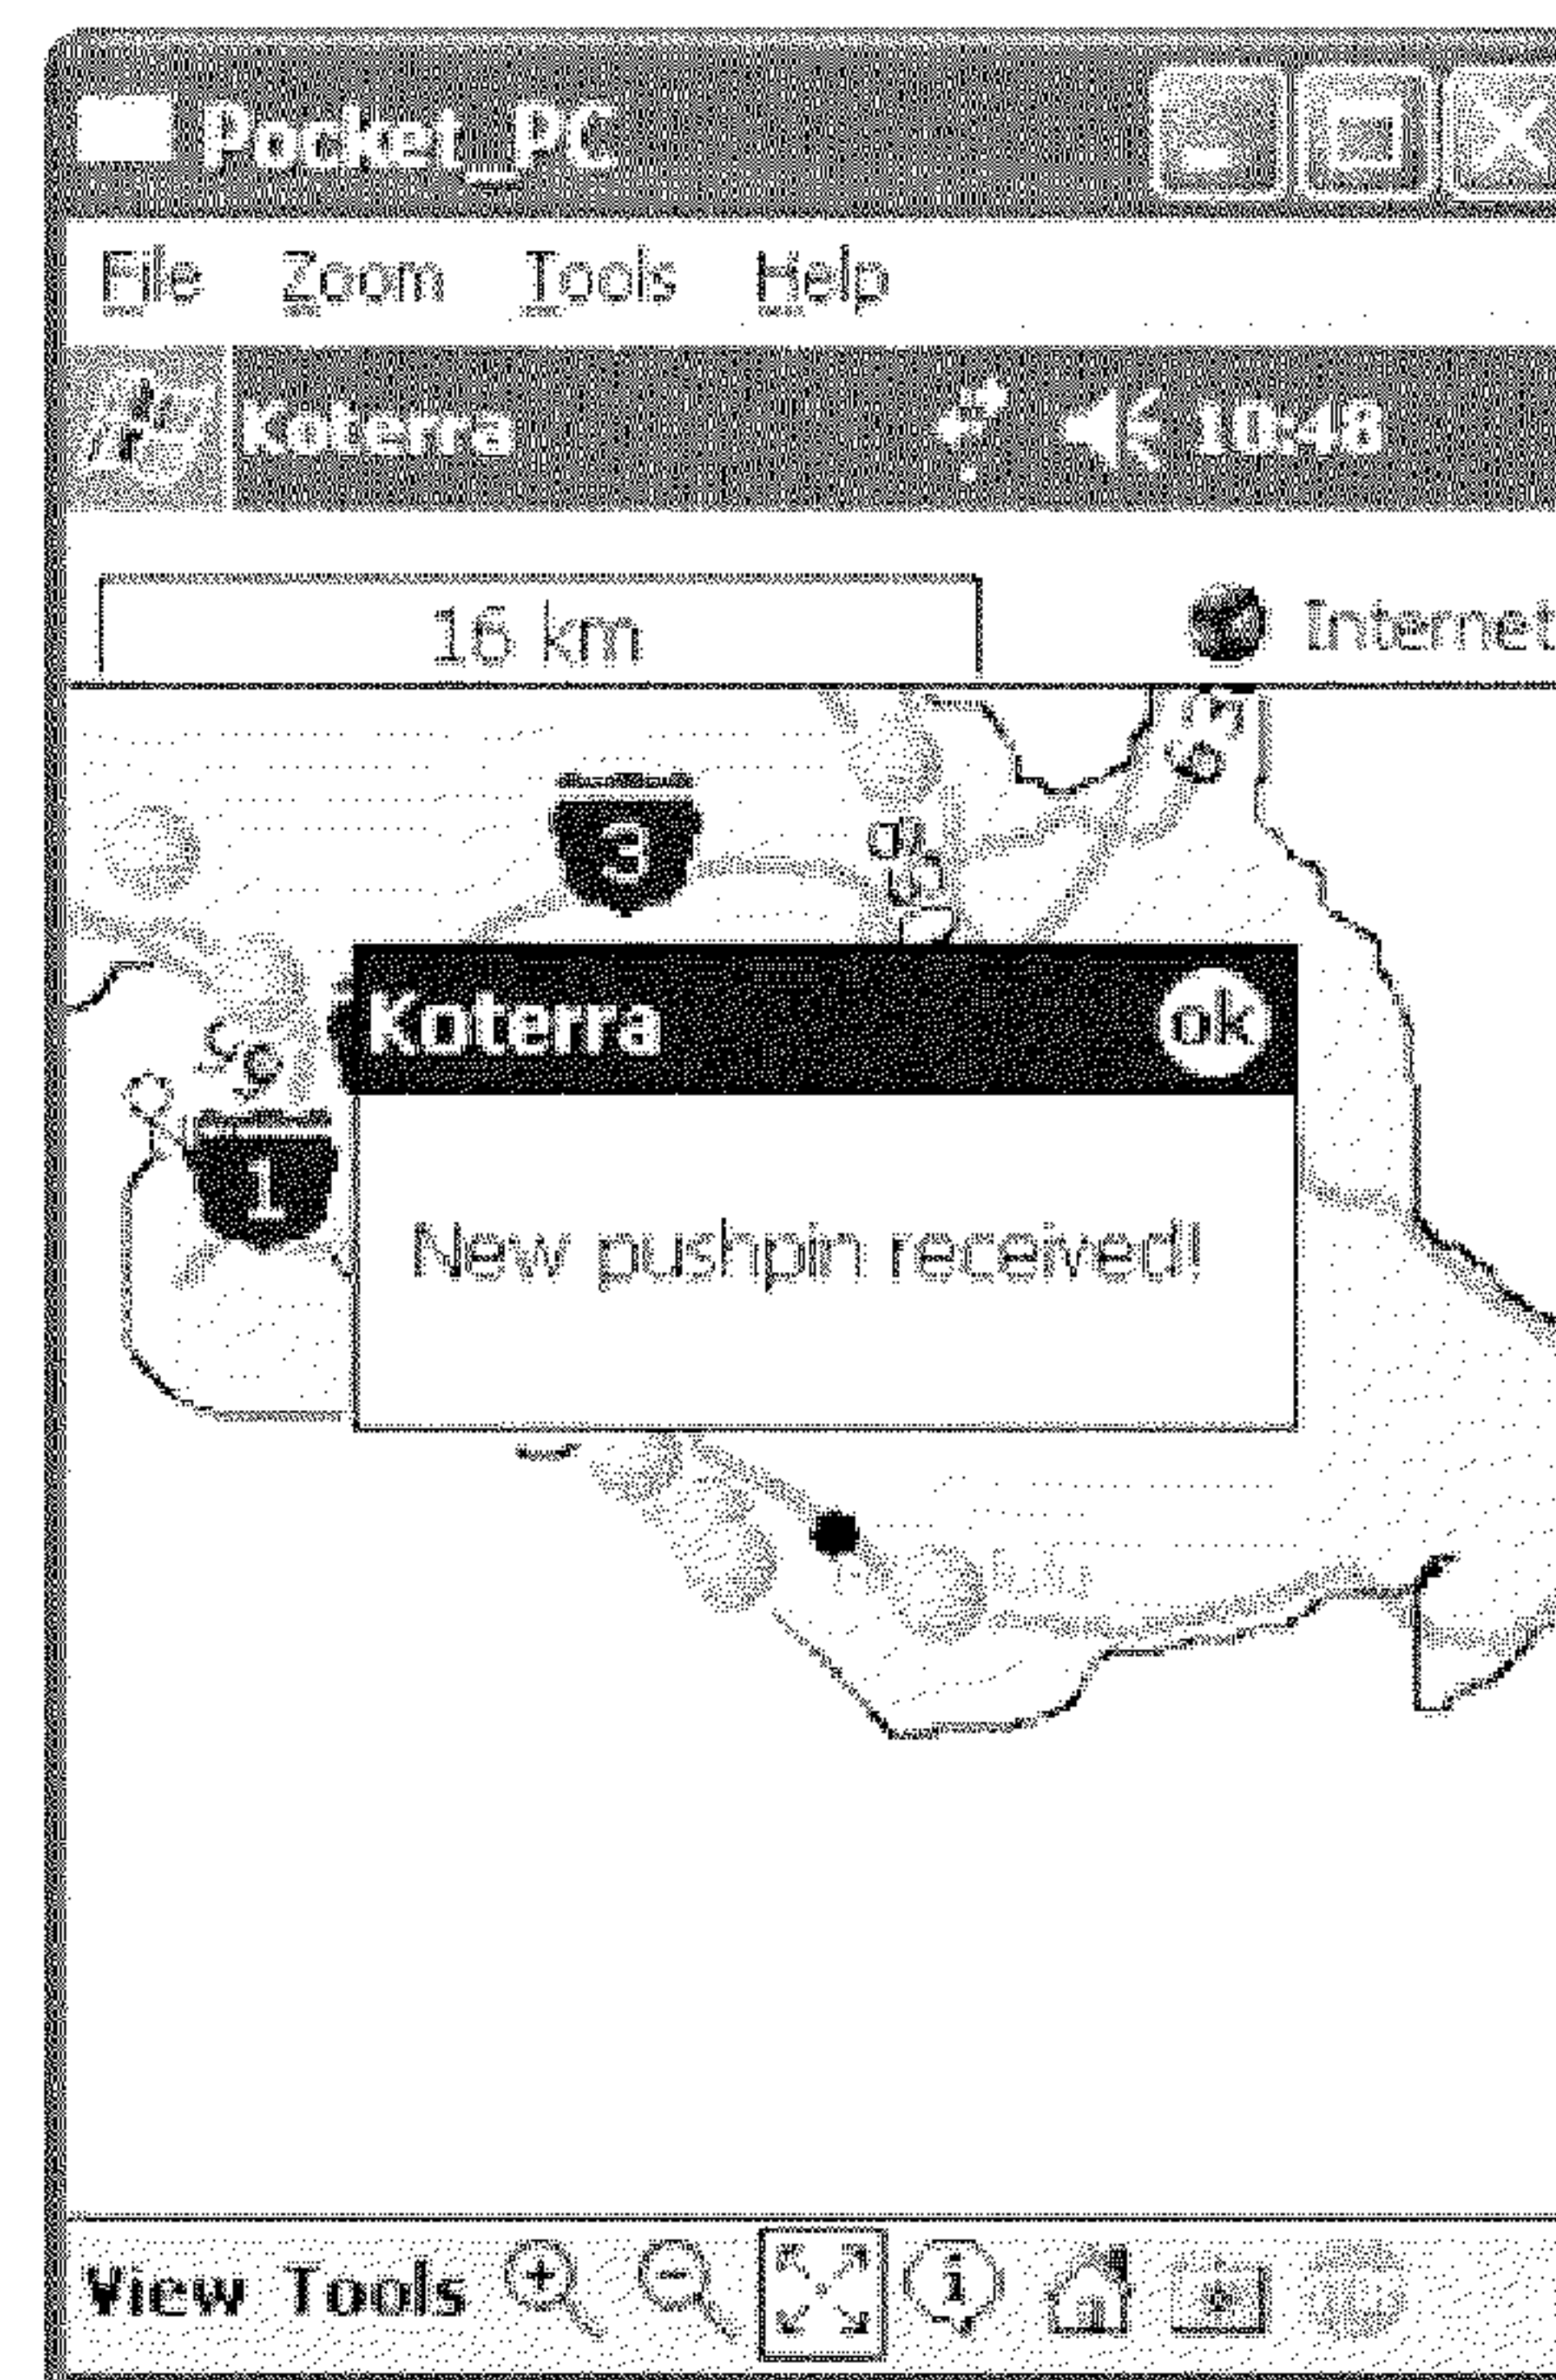 Pocket_PC
File Zoom Tools Help
Koterra 10:48
16 km Internet
3
Koterra ok
1
New pushpin received!
View Tools